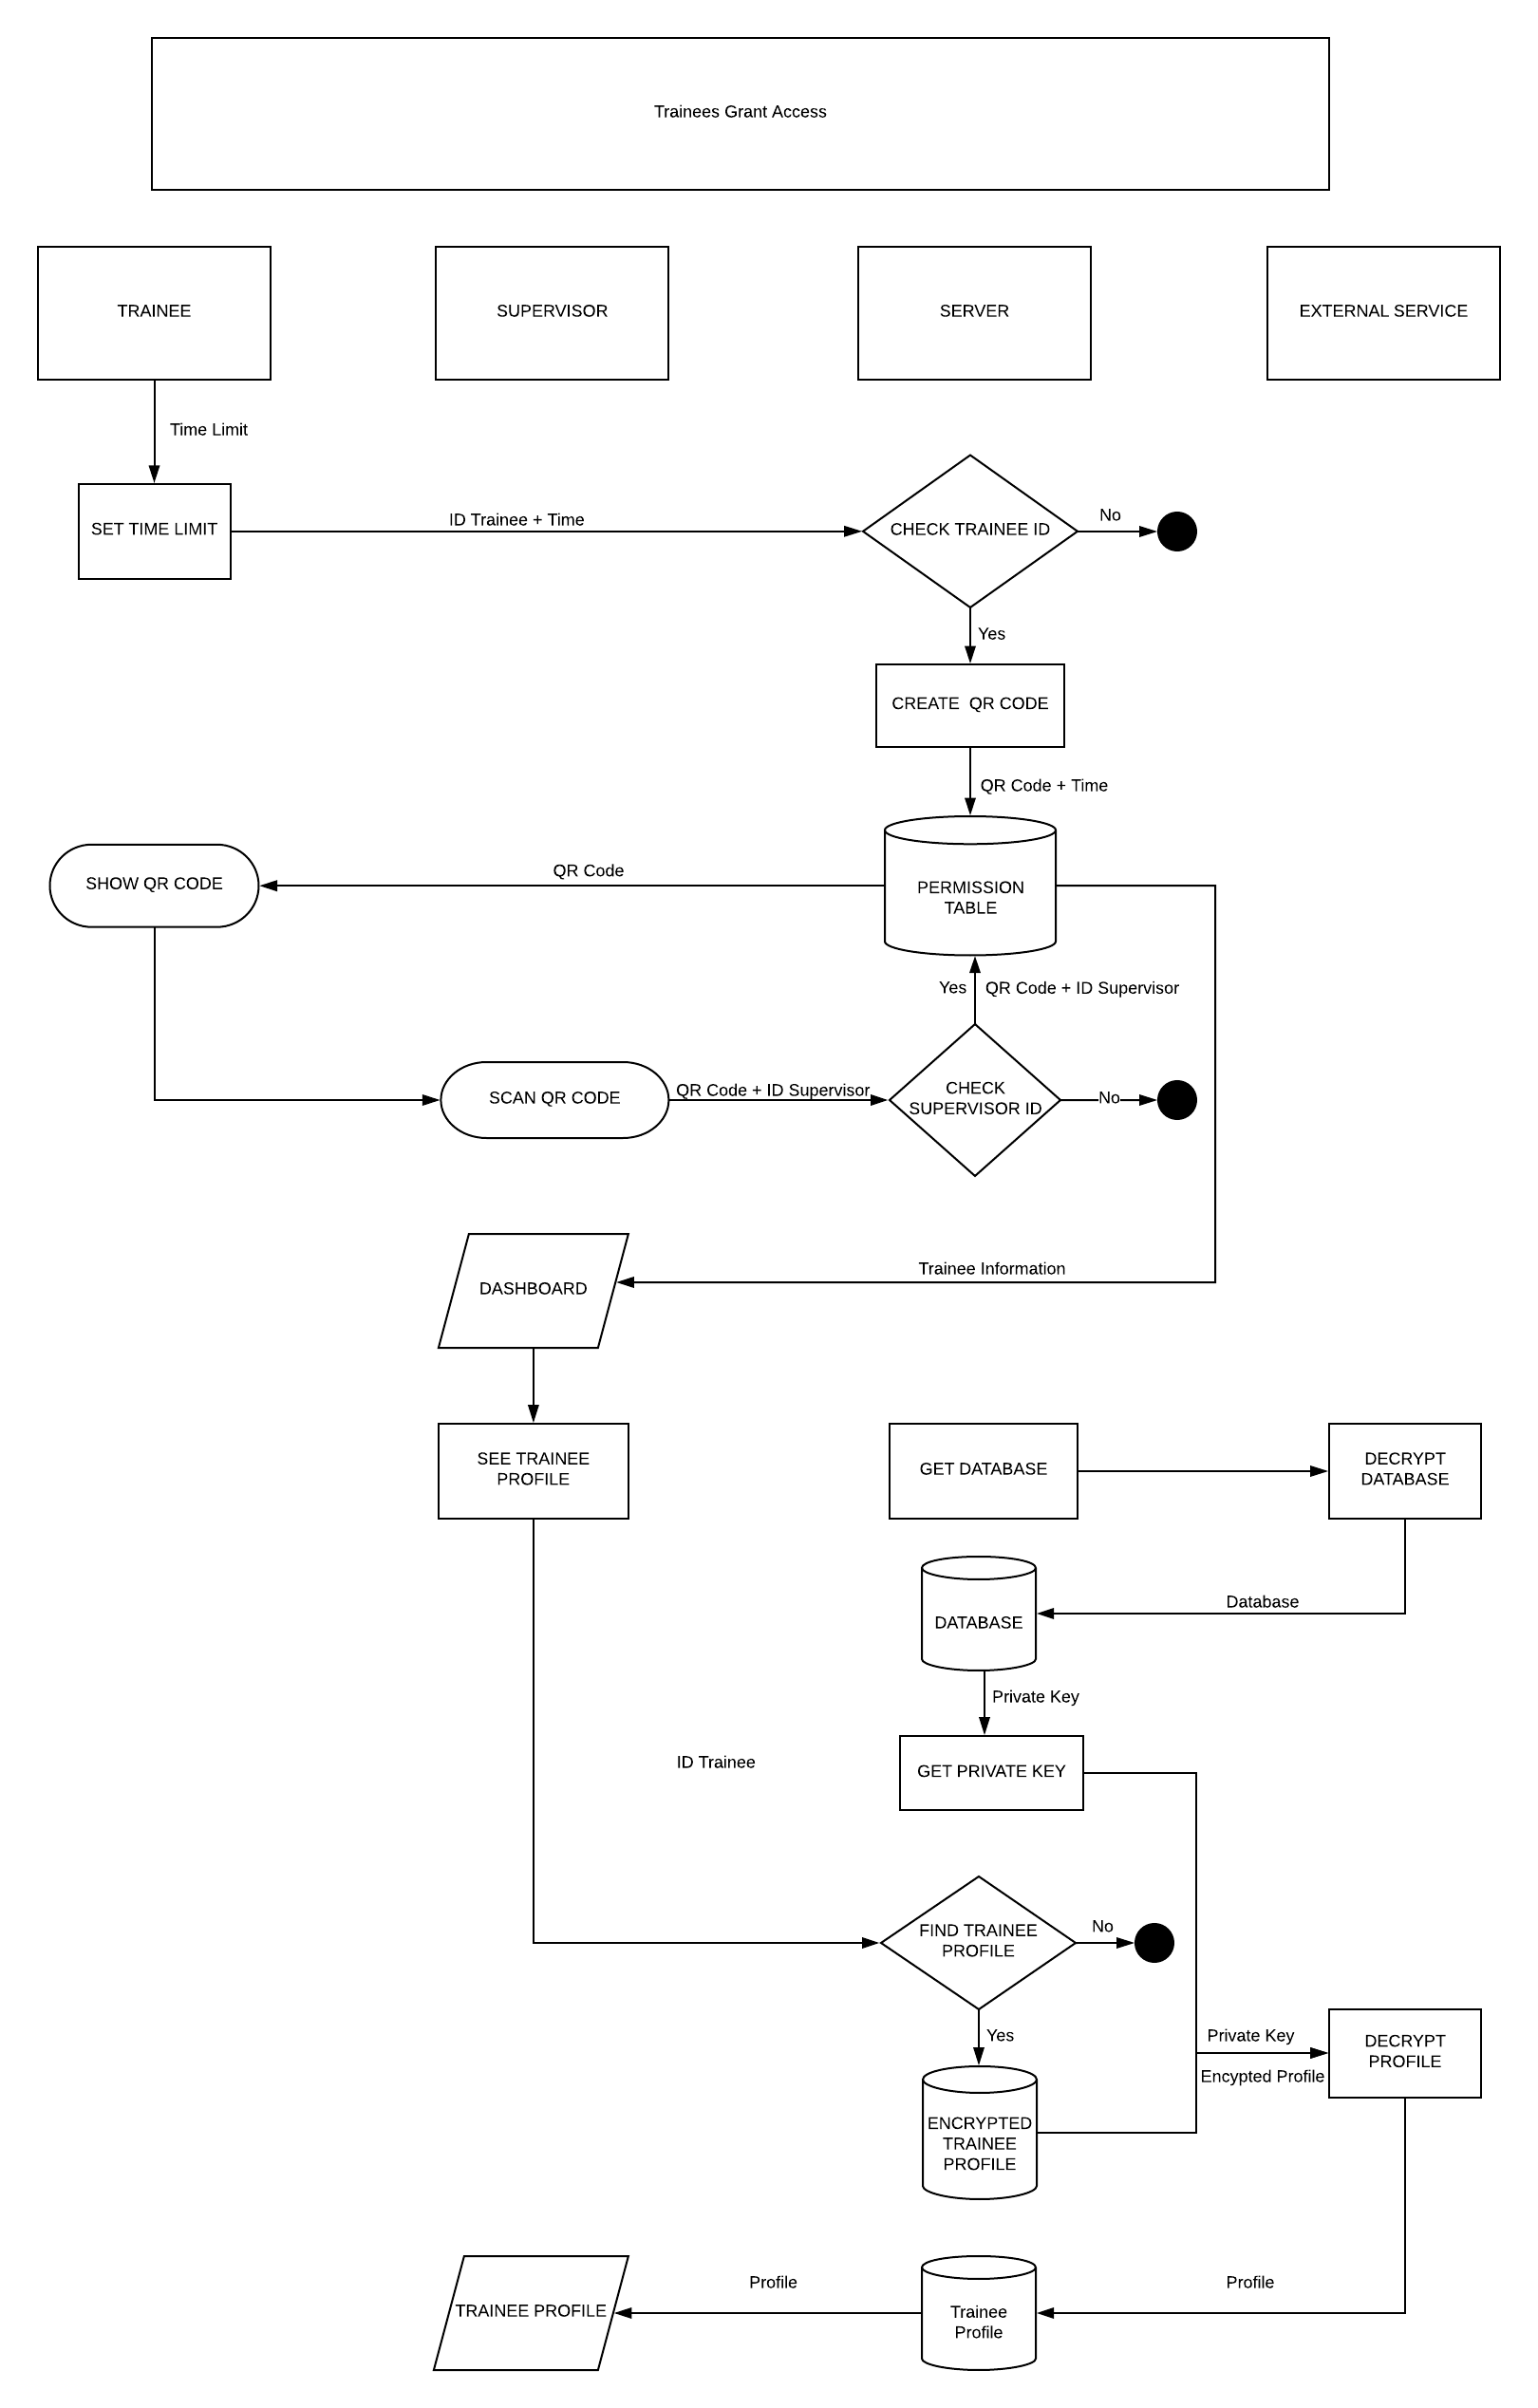 Trainees Grant Access
TRAINEE
SUPERVISOR
SERVER
EXTERNAL SERVICE
Time Limit
SET TIME LIMIT
ID Trainee + Time
CHECK TRAINEE ID
No
Yes
CREATE  QR CODE
QR Code + Time
SHOW QR CODE
QR Code
PERMISSION
TABLE
Yes
QR Code + ID Supervisor
SCAN QR CODE
QR Code + ID Supervisor
CHECK
SUPERVISOR ID
No
Trainee Information
DASHBOARD
SEE TRAINEE
PROFILE
GET DATABASE
DECRYPT
DATABASE
Database
DATABASE
Private Key
ID Trainee
GET PRIVATE KEY
FIND TRAINEE
PROFILE
No
Yes
Private Key
Encypted Profile
DECRYPT
PROFILE
ENCRYPTED
TRAINEE
PROFILE
TRAINEE PROFILE
Profile
Trainee
Profile
Profile